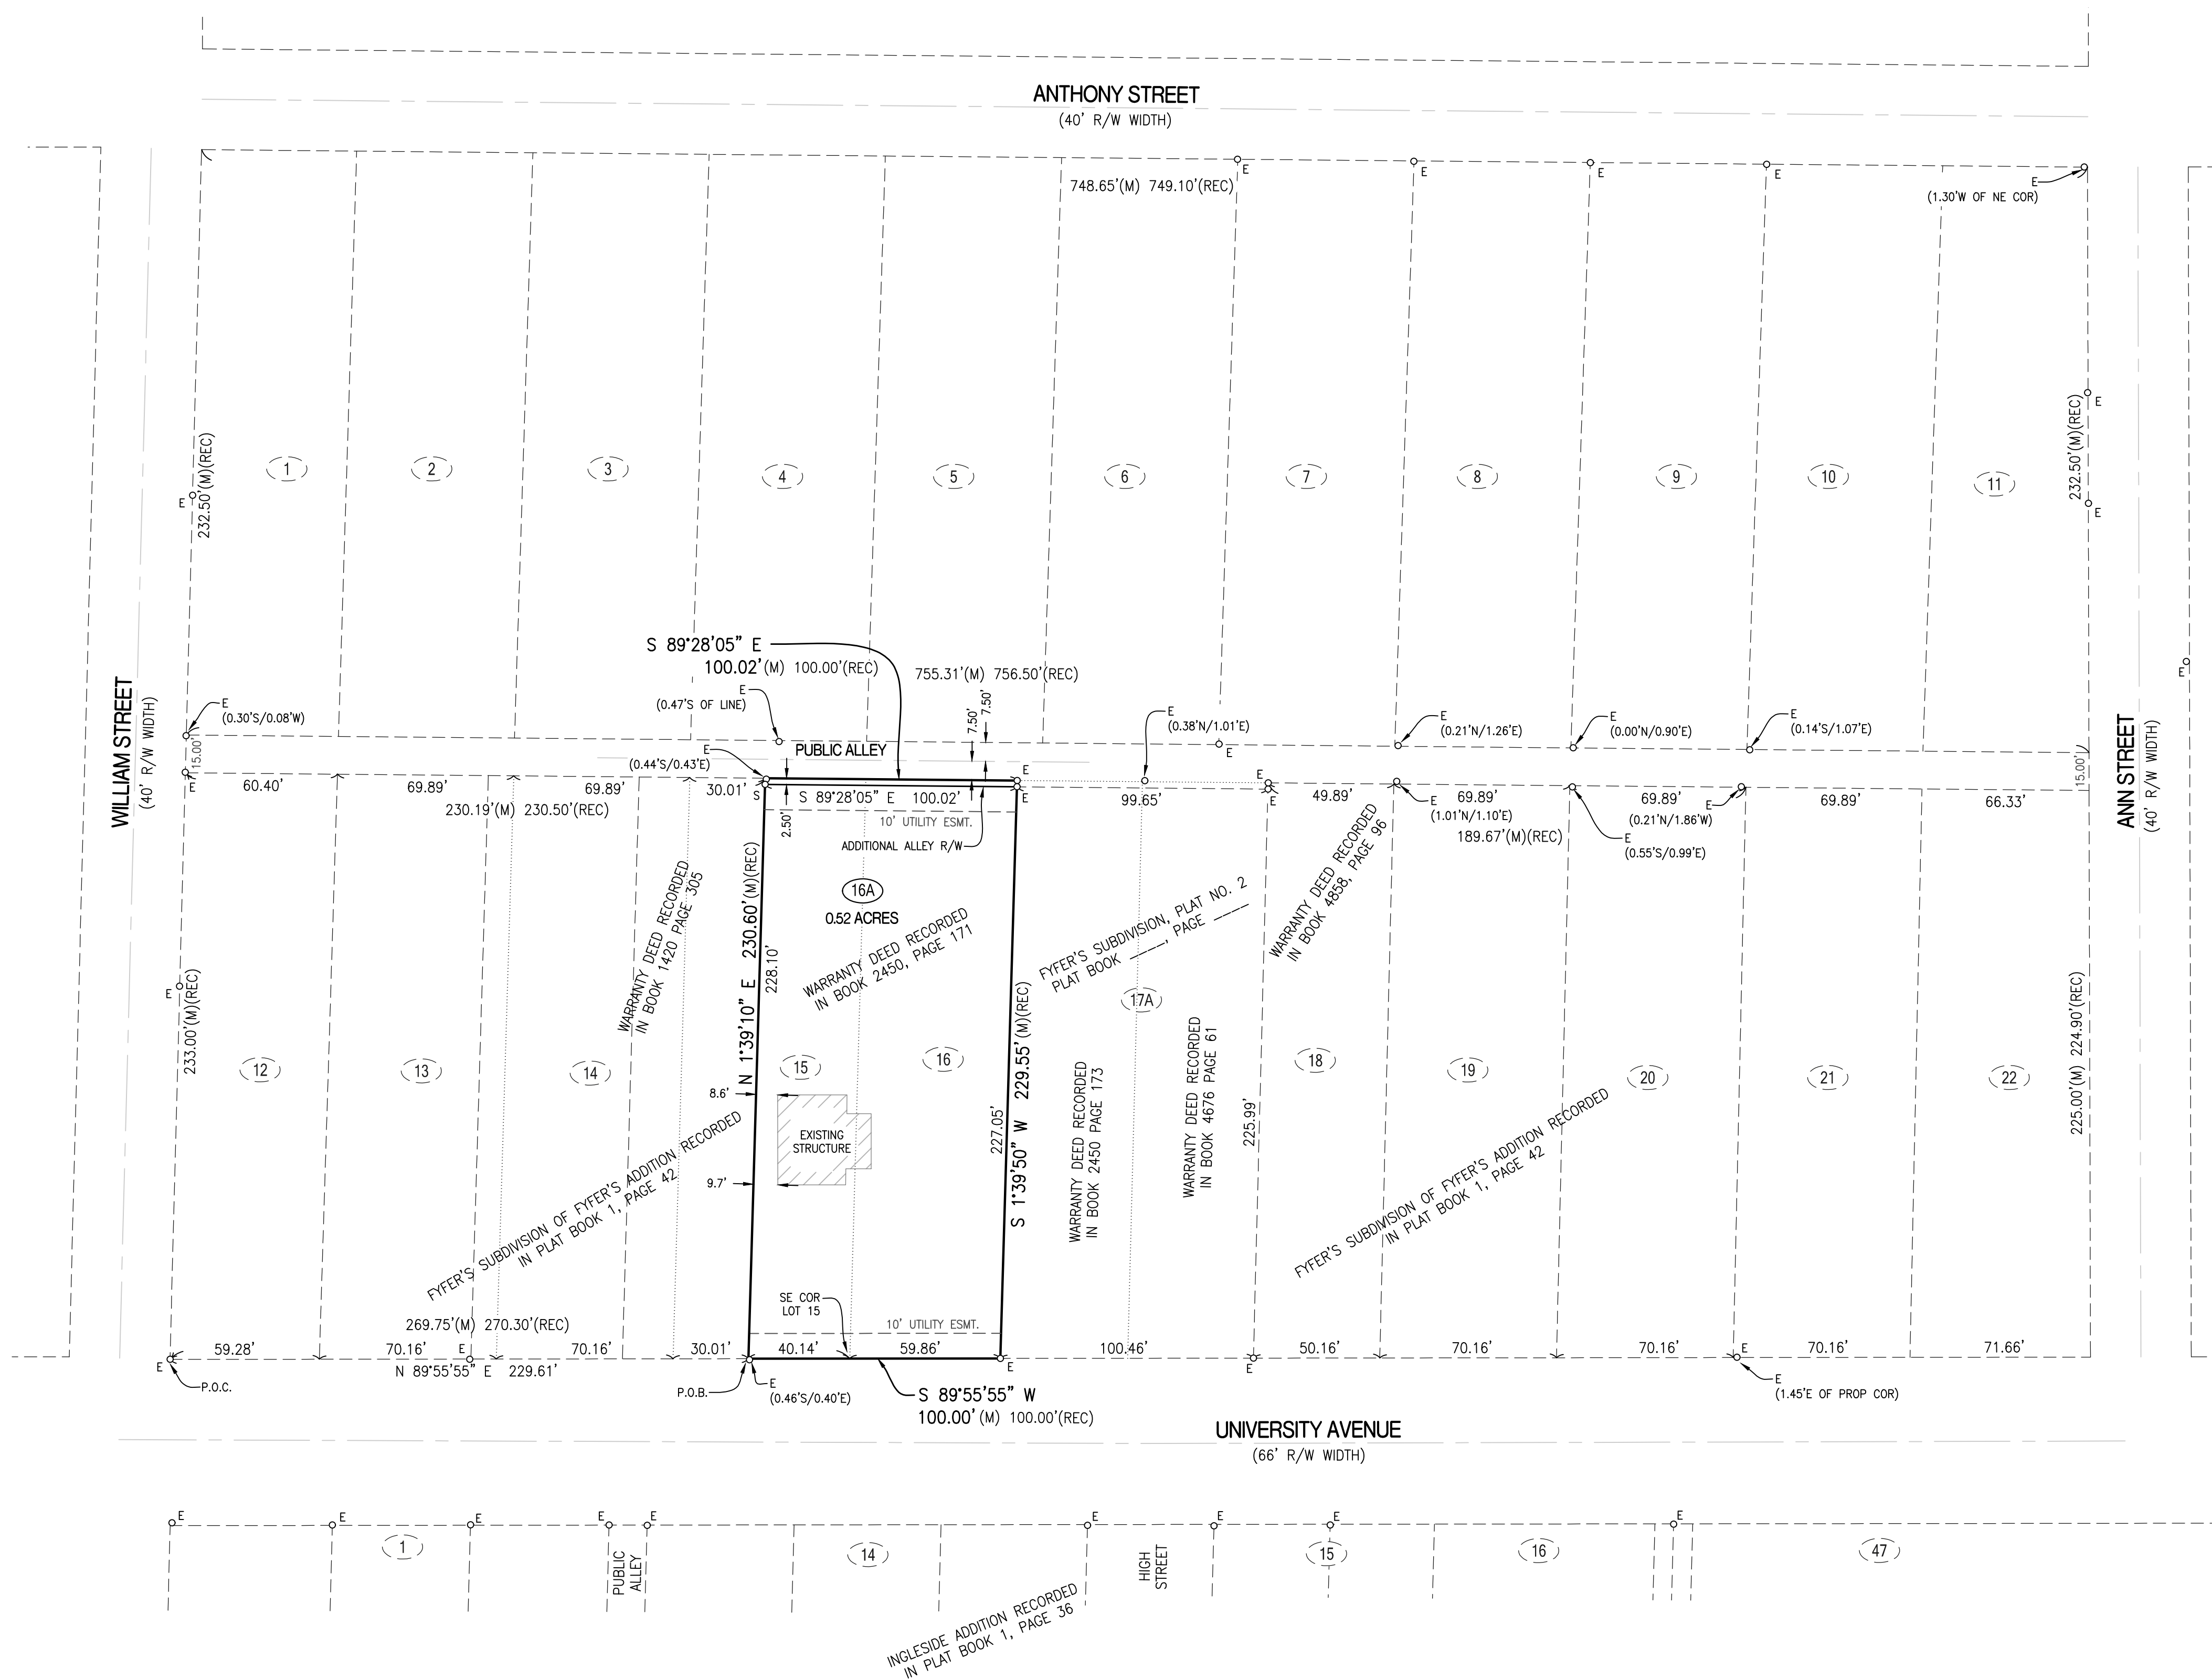 ANTHONY STREET
(40' R/W WIDTH)
E
E
E
E
748.65'(M) 749.10'(REC)
E
(1.30'W OF NE COR)
232.50'(M)(REC)
E
232.50'(M)(REC)
E
E
1
2
3
4
5
6
7
8
9
10
11
WILLIAM STREET
(40' R/W WIDTH)
ANN STREET
(40' R/W WIDTH)
E
S 89°28'05" E
100.02'(M) 100.00'(REC)
755.31'(M) 756.50'(REC)
E
(0.47'S OF LINE)
7.50'
7.50'
E
(0.30'S/0.08'W)
E
(0.38'N/1.01'E)
E
(0.21'N/1.26'E)
E
(0.00'N/0.90'E)
E
(0.14'S/1.07'E)
E
PUBLIC ALLEY
15.00'
15.00'
E
(0.44'S/0.43'E)
E
E
E
60.40'
69.89'
69.89'
30.01'
S
S 89°28'05" E 100.02'
E
99.65'
E
49.89'
69.89'
69.89'
69.89'
66.33'
E
(1.01'N/1.10'E)
E
(0.21'N/1.86'W)
230.19'(M) 230.50'(REC)
2.50'
10' UTILITY ESMT.
189.67'(M)(REC)
E
(0.55'S/0.99'E)
ADDITIONAL ALLEY R/W
16A
0.52 ACRES
WARRANTY DEED RECORDED
IN BOOK 1420 PAGE 305
WARRANTY DEED RECORDED
IN BOOK 2450, PAGE 171
FYFER'S SUBDIVISION, PLAT NO. 2
PLAT BOOK ____, PAGE ____
WARRANTY DEED RECORDED
IN BOOK 4858, PAGE 96
17A
E
233.00'(M)(REC)
N 1°39'10" E 230.60'(M)(REC)
228.10'
S 1°39'50" W 229.55'(M)(REC)
227.05'
WARRANTY DEED RECORDED
IN BOOK 2450 PAGE 173
WARRANTY DEED RECORDED
IN BOOK 4676 PAGE 61
225.99'
225.00'(M) 224.90'(REC)
12
13
14
15
16
18
19
20
21
22
8.6'
EXISTING
STRUCTURE
9.7'
FYFER'S SUBDIVISION OF FYFER'S ADDITION RECORDED
IN PLAT BOOK 1, PAGE 42
FYFER'S SUBDIVISION OF FYFER'S ADDITION RECORDED
IN PLAT BOOK 1, PAGE 42
SE COR
LOT 15
10' UTILITY ESMT.
269.75'(M) 270.30'(REC)
59.28'
70.16'
E
70.16'
30.01'
40.14'
59.86'
100.46'
50.16'
70.16'
70.16'
E
70.16'
71.66'
E
P.O.C.
N 89°55'55" E 229.61'
P.O.B.
E
(0.46'S/0.40'E)
E
S 89°55'55" W
100.00'(M) 100.00'(REC)
E
E
(1.45'E OF PROP COR)
UNIVERSITY AVENUE
(66' R/W WIDTH)
E
E
E
E
E
E
E
E
E
1
PUBLIC
ALLEY
14
HIGH
STREET
15
16
47
INGLESIDE ADDITION RECORDED
IN PLAT BOOK 1, PAGE 36